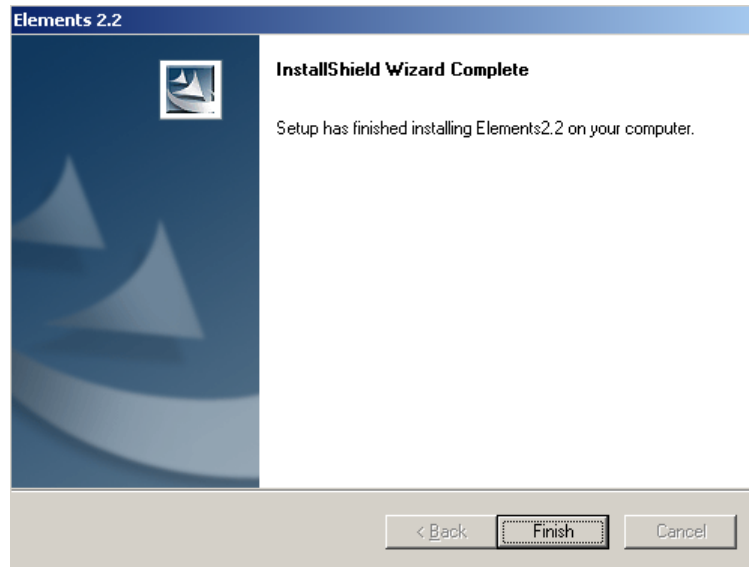 Elements 2.2
InstallShield Wizard Complete
Setup has finished installing Elements2.2 on your computer.
< Back Finish Cancel